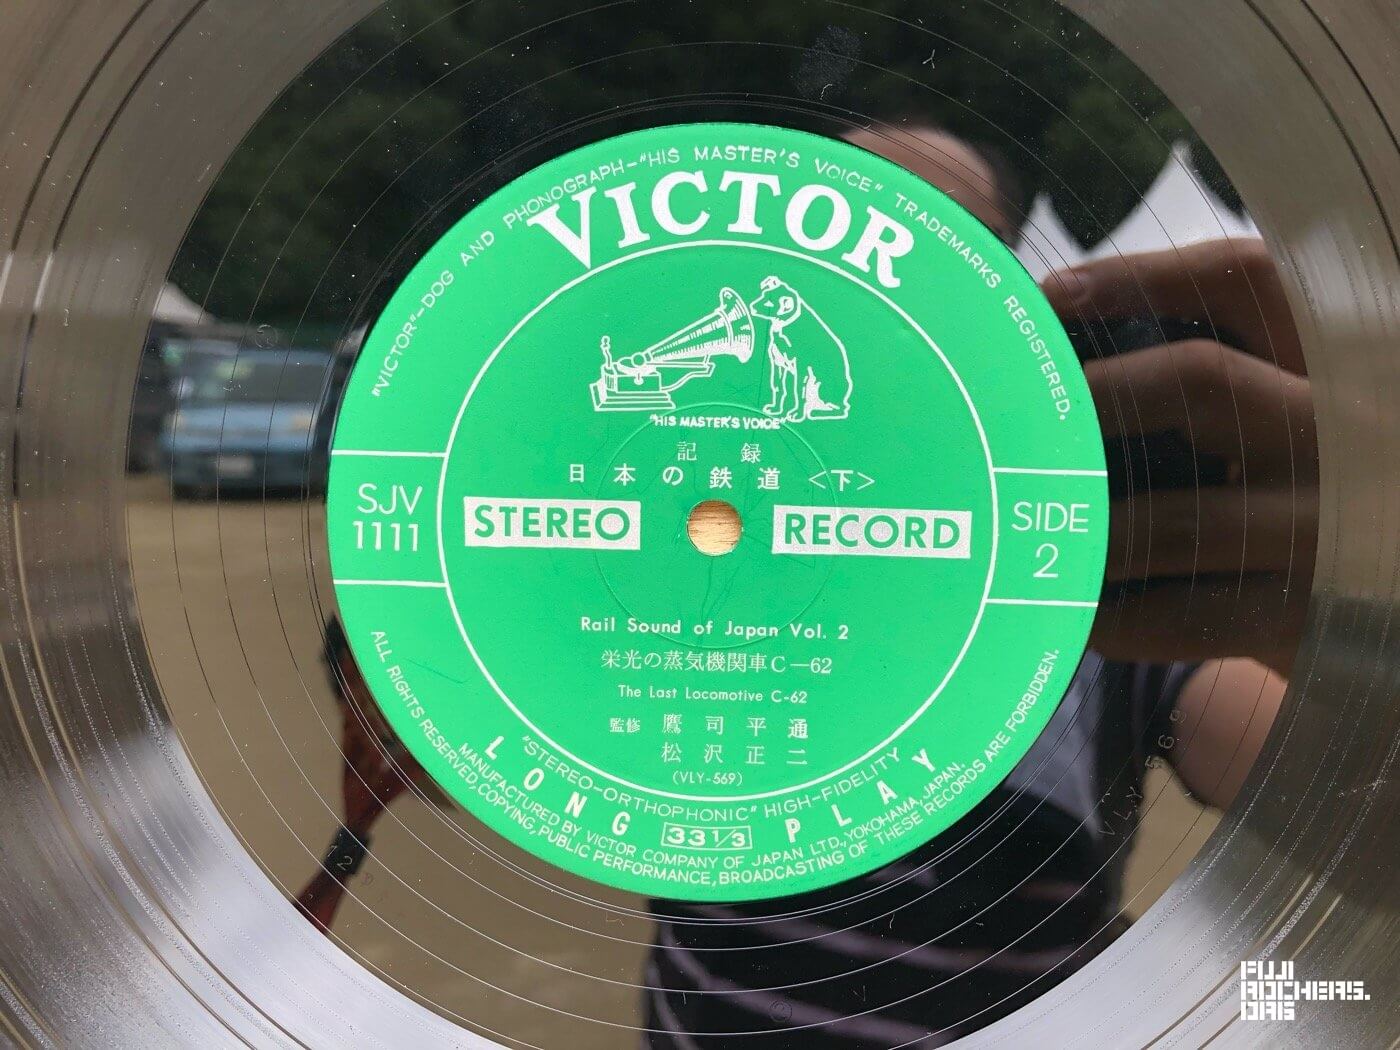 "VICTOR"–DOG AND PHONOGRAPH–"HIS MASTER'S VOICE" TRADEMARKS REGISTERED.
VICTOR
"HIS MASTER'S VOICE"
記録
日本の鉄道 <下>
SJV
1111
STEREO RECORD
SIDE
2
Rail Sound of Japan Vol. 2
栄光の蒸気機関車C—62
The Last Locomotive C-62
監修 鷹司平通
松沢正二
(VLY-569)
"STEREO-ORTHOPHONIC" HIGH-FIDELITY
LONG 33 1/3 PLAY
MANUFACTURED BY VICTOR COMPANY OF JAPAN LTD., YOKOHAMA, JAPAN.
ALL RIGHTS RESERVED, COPYING, PUBLIC PERFORMANCE, BROADCASTING OF THESE RECORDS ARE FORBIDDEN.
VLY 569
FUJI
ROCKERS.
ORG